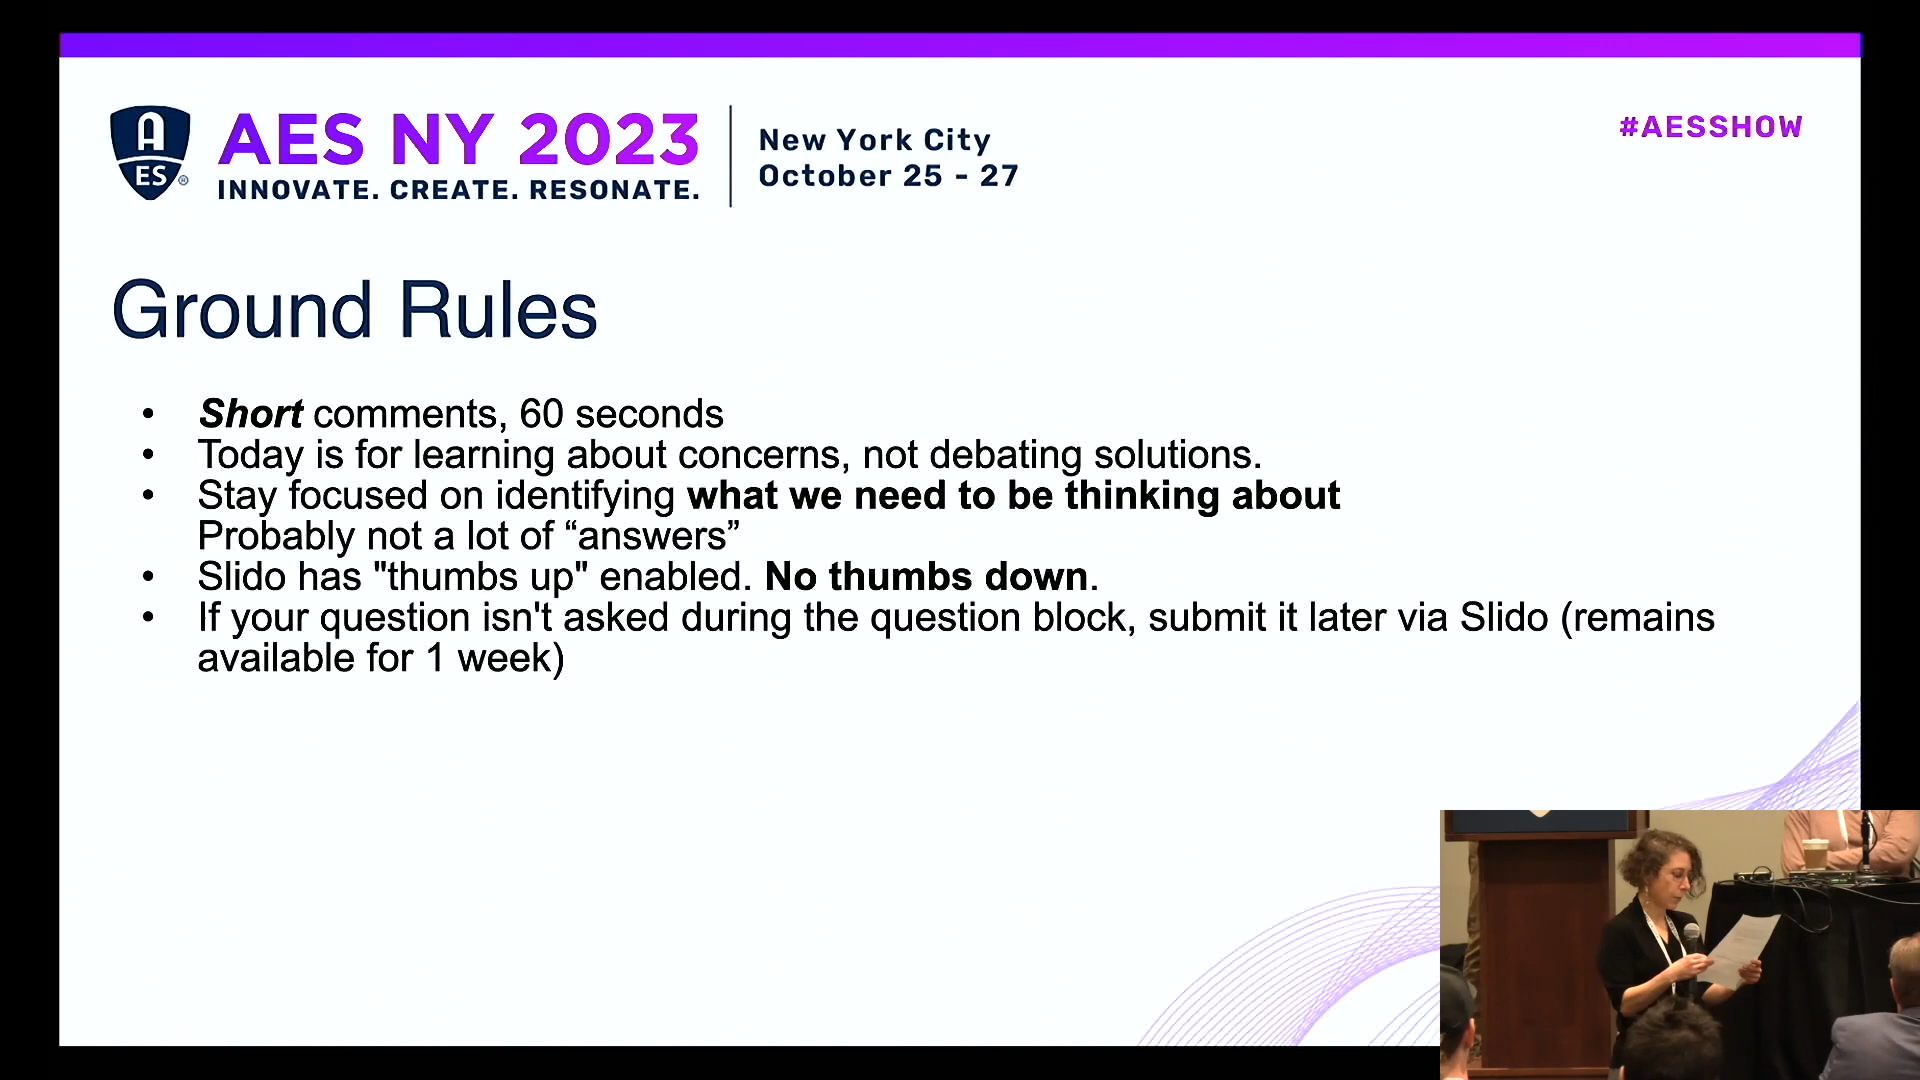 A
ES ®
AES NY 2023
INNOVATE. CREATE. RESONATE.
New York City
October 25 - 27
#AESSHOW
Ground Rules
• Short comments, 60 seconds
• Today is for learning about concerns, not debating solutions.
• Stay focused on identifying what we need to be thinking about
Probably not a lot of “answers”
• Slido has "thumbs up" enabled. No thumbs down.
• If your question isn't asked during the question block, submit it later via Slido (remains
available for 1 week)